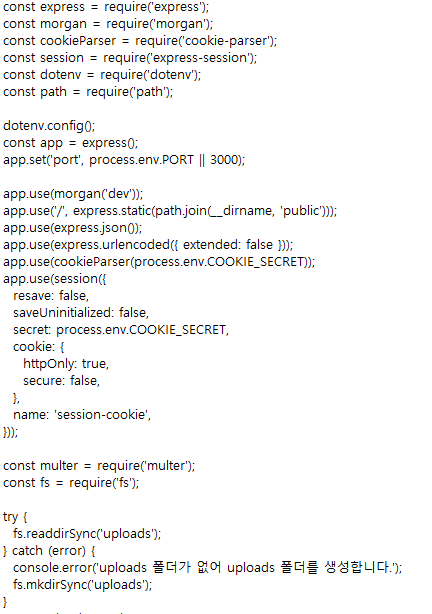 const express = require('express');
const morgan = require('morgan');
const cookieParser = require('cookie-parser');
const session = require('express-session');
const dotenv = require('dotenv');
const path = require('path');

dotenv.config();
const app = express();
app.set('port', process.env.PORT || 3000);

app.use(morgan('dev'));
app.use('/', express.static(path.join(__dirname, 'public')));
app.use(express.json());
app.use(express.urlencoded({ extended: false }));
app.use(cookieParser(process.env.COOKIE_SECRET));
app.use(session({
  resave: false,
  saveUninitialized: false,
  secret: process.env.COOKIE_SECRET,
  cookie: {
    httpOnly: true,
    secure: false,
  },
  name: 'session-cookie',
}));

const multer = require('multer');
const fs = require('fs');

try {
  fs.readdirSync('uploads');
} catch (error) {
  console.error('uploads 폴더가 없어 uploads 폴더를 생성합니다.');
  fs.mkdirSync('uploads');
}